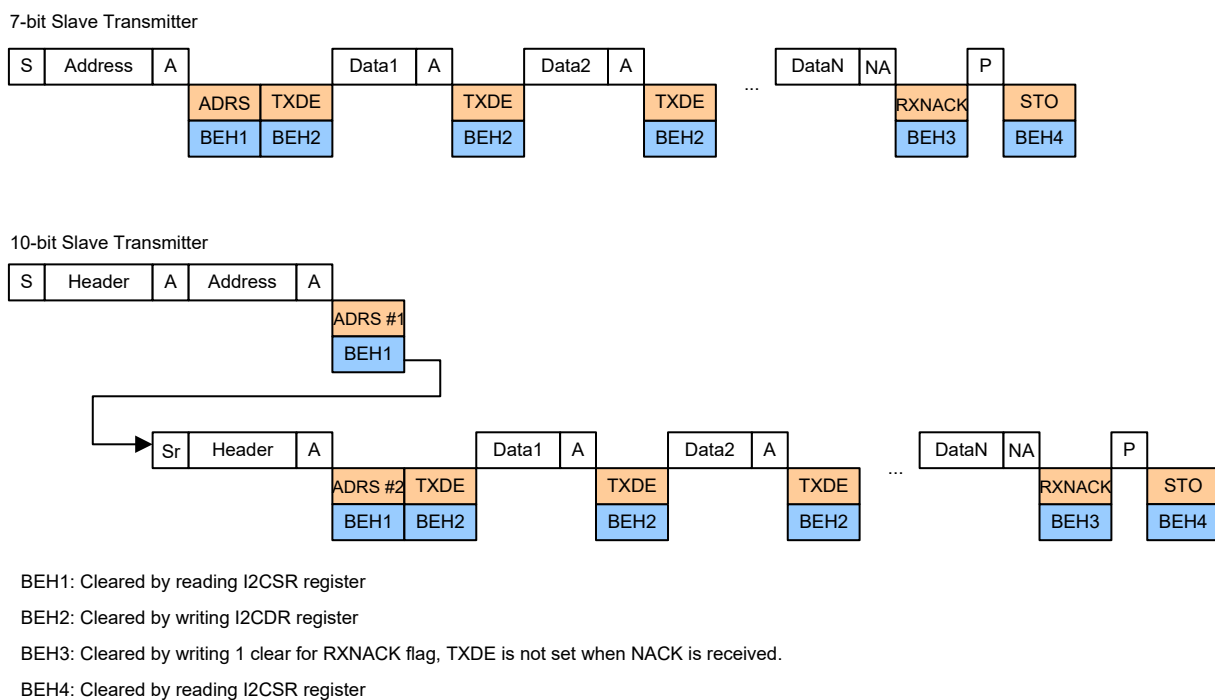 7-bit Slave Transmitter
S Address A Data1 A Data2 A ... DataN NA P
ADRS TXDE TXDE TXDE RXNACK STO
BEH1 BEH2 BEH2 BEH2 BEH3 BEH4
10-bit Slave Transmitter
S Header A Address A
ADRS #1
BEH1
Sr Header A Data1 A Data2 A ... DataN NA P
ADRS #2 TXDE TXDE TXDE RXNACK STO
BEH1 BEH2 BEH2 BEH2 BEH3 BEH4
BEH1: Cleared by reading I2CSR register
BEH2: Cleared by writing I2CDR register
BEH3: Cleared by writing 1 clear for RXNACK flag, TXDE is not set when NACK is received.
BEH4: Cleared by reading I2CSR register